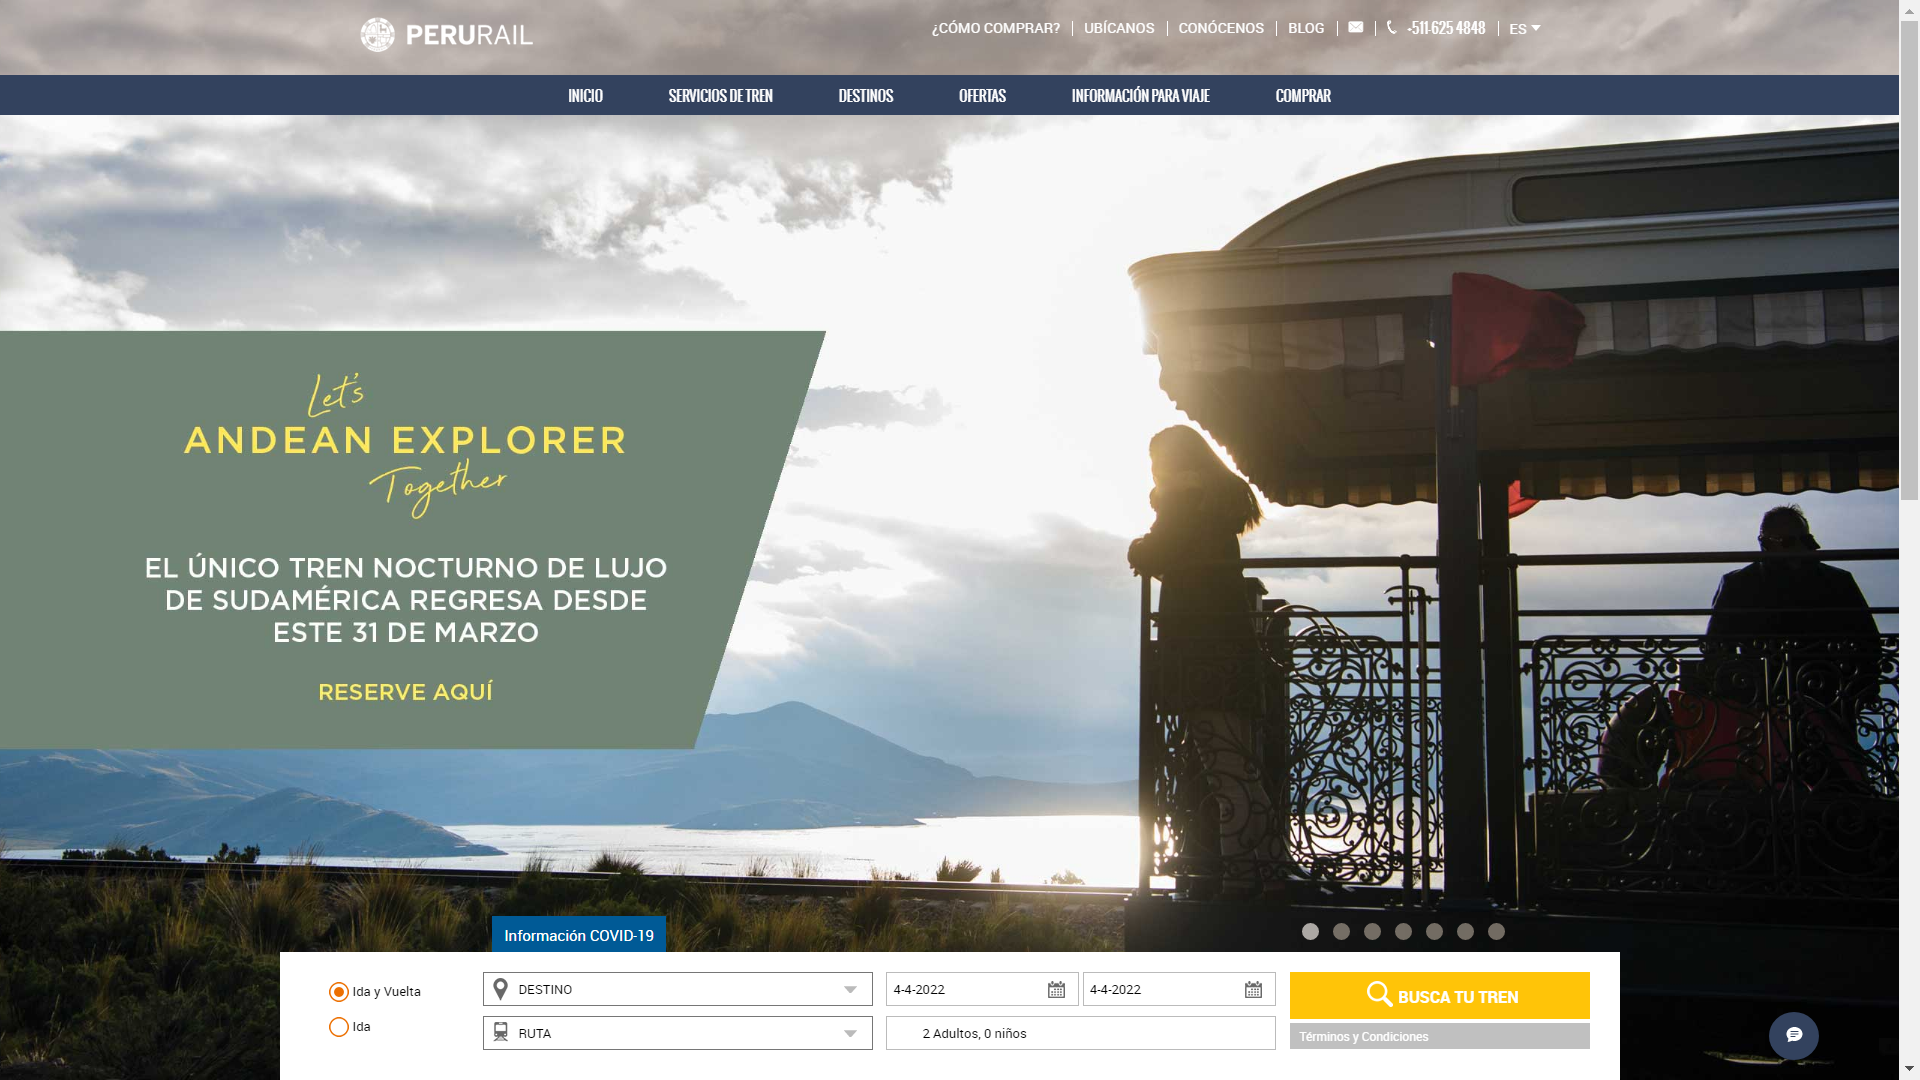 PERURAIL
¿CÓMO COMPRAR?
UBÍCANOS
CONÓCENOS
BLOG
+511-625 4848
ES
INICIO
SERVICIOS DE TREN
DESTINOS
OFERTAS
INFORMACIÓN PARA VIAJE
COMPRAR
Let's
ANDEAN EXPLORER
Together
EL ÚNICO TREN NOCTURNO DE LUJO
DE SUDAMÉRICA REGRESA DESDE
ESTE 31 DE MARZO
RESERVE AQUÍ
Información COVID-19
Ida y Vuelta
Ida
DESTINO
RUTA
4-4-2022
4-4-2022
2 Adultos, 0 niños
BUSCA TU TREN
Términos y Condiciones